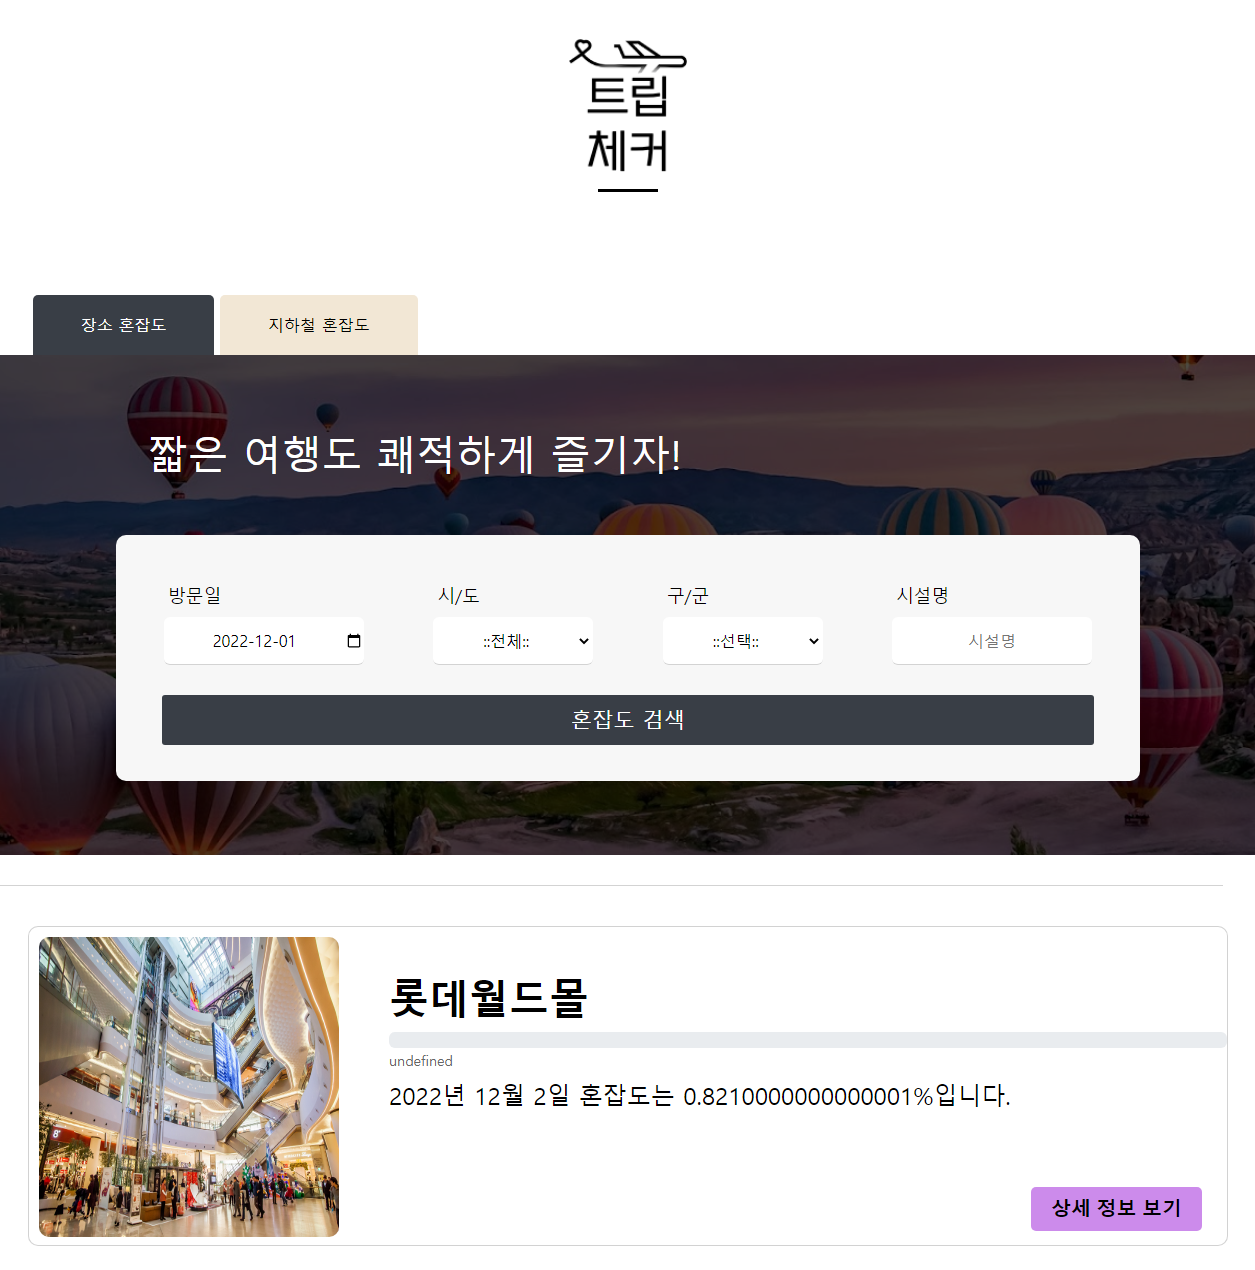 트립
체커
장소 혼잡도
지하철 혼잡도
짧은 여행도 쾌적하게 즐기자!
방문일
시/도
구/군
시설명
2022-12-01
::전체::
::선택::
시설명
혼잡도 검색
롯데월드몰
undefined
2022년 12월 2일 혼잡도는 0.8210000000000001%입니다.
상세 정보 보기